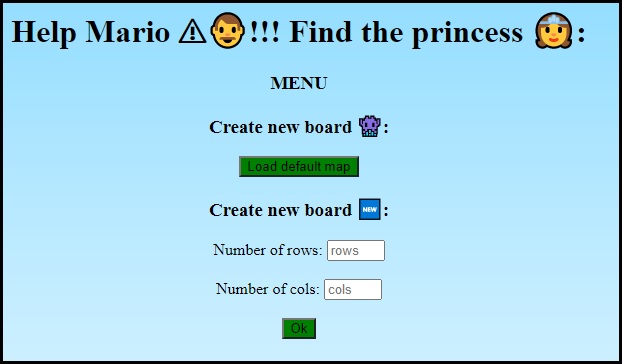 Help Mario ⚠👨!!! Find the princess 👸:
MENU
Create new board 👾:
Load default map
Create new board 🆕:
Number of rows: rows
Number of cols: cols
Ok